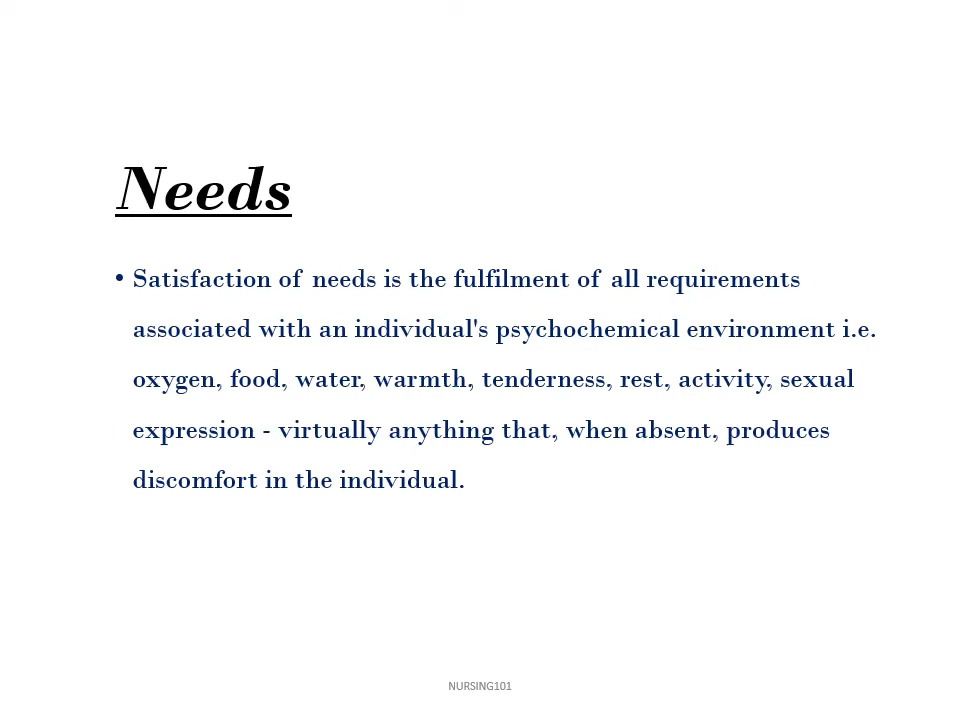 Needs
• Satisfaction of needs is the fulfilment of all requirements
associated with an individual's psychochemical environment i.e.
oxygen, food, water, warmth, tenderness, rest, activity, sexual
expression - virtually anything that, when absent, produces
discomfort in the individual.
NURSING101